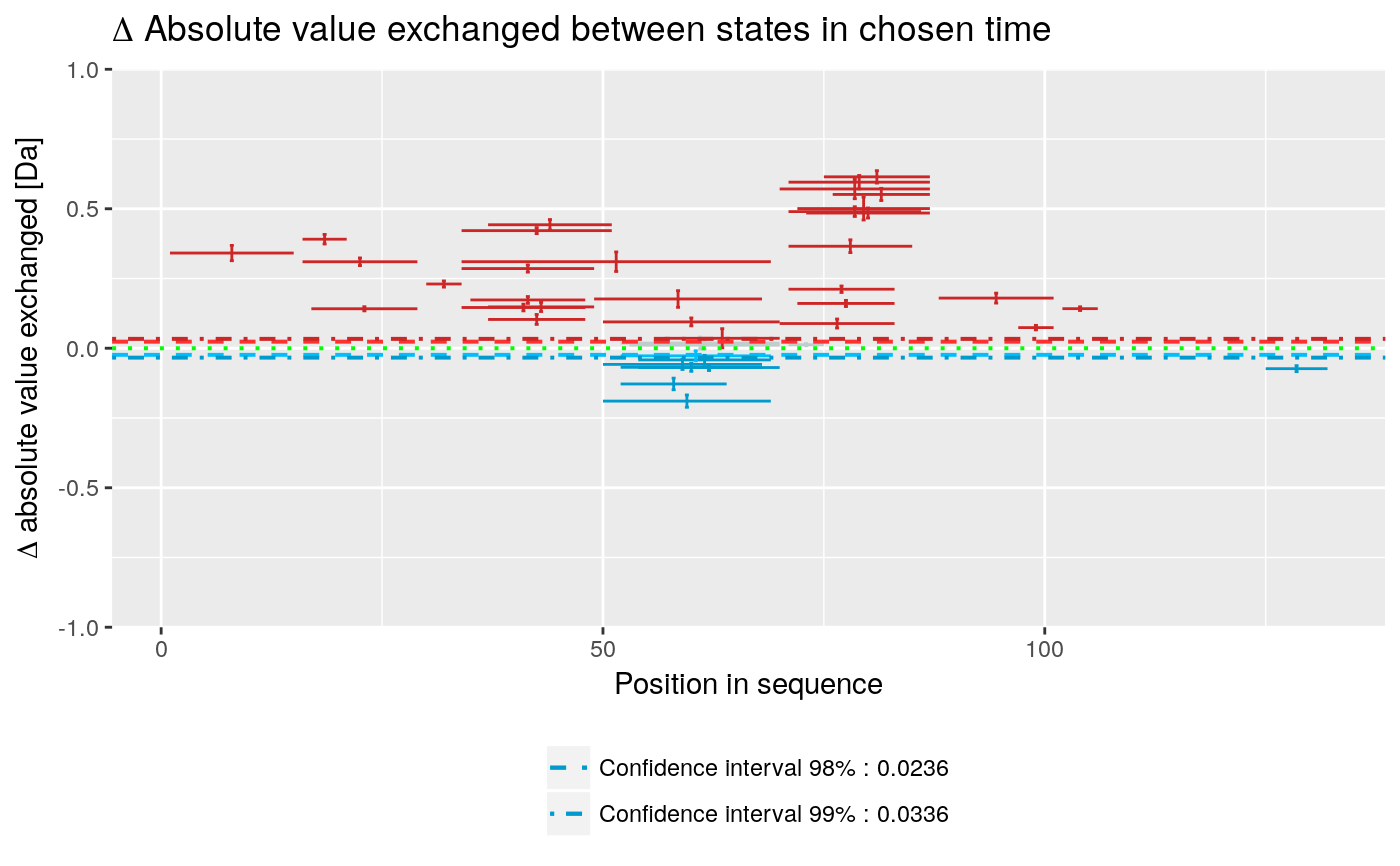 Δ Absolute value exchanged between states in chosen time
Δ absolute value exchanged [Da]
1.0
0.5
0.0
-0.5
-1.0
0
50
100
Position in sequence
Confidence interval 98% : 0.0236
Confidence interval 99% : 0.0336